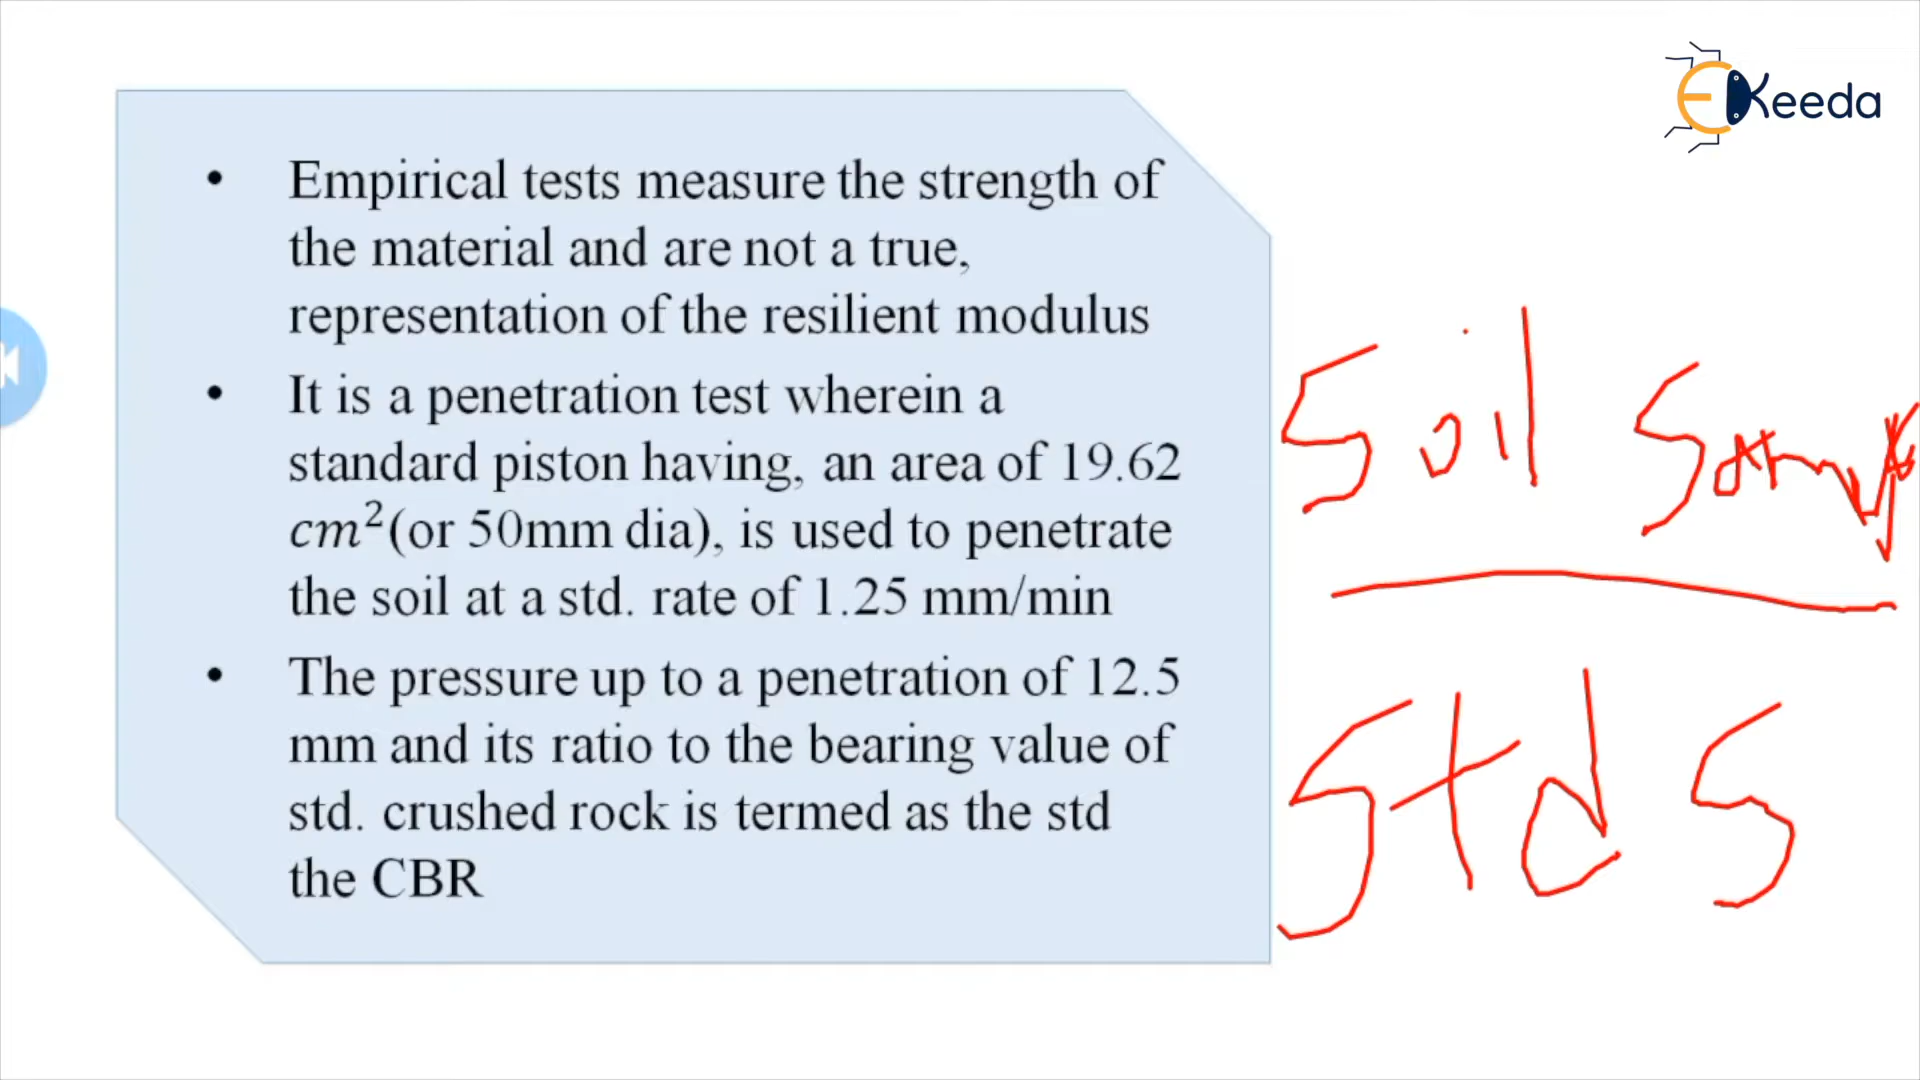 EKeeda
• Empirical tests measure the strength of
the material and are not a true,
representation of the resilient modulus
• It is a penetration test wherein a
standard piston having, an area of 19.62
cm²(or 50mm dia), is used to penetrate
the soil at a std. rate of 1.25 mm/min
• The pressure up to a penetration of 12.5
mm and its ratio to the bearing value of
std. crushed rock is termed as the std
the CBR
Soil
Std S